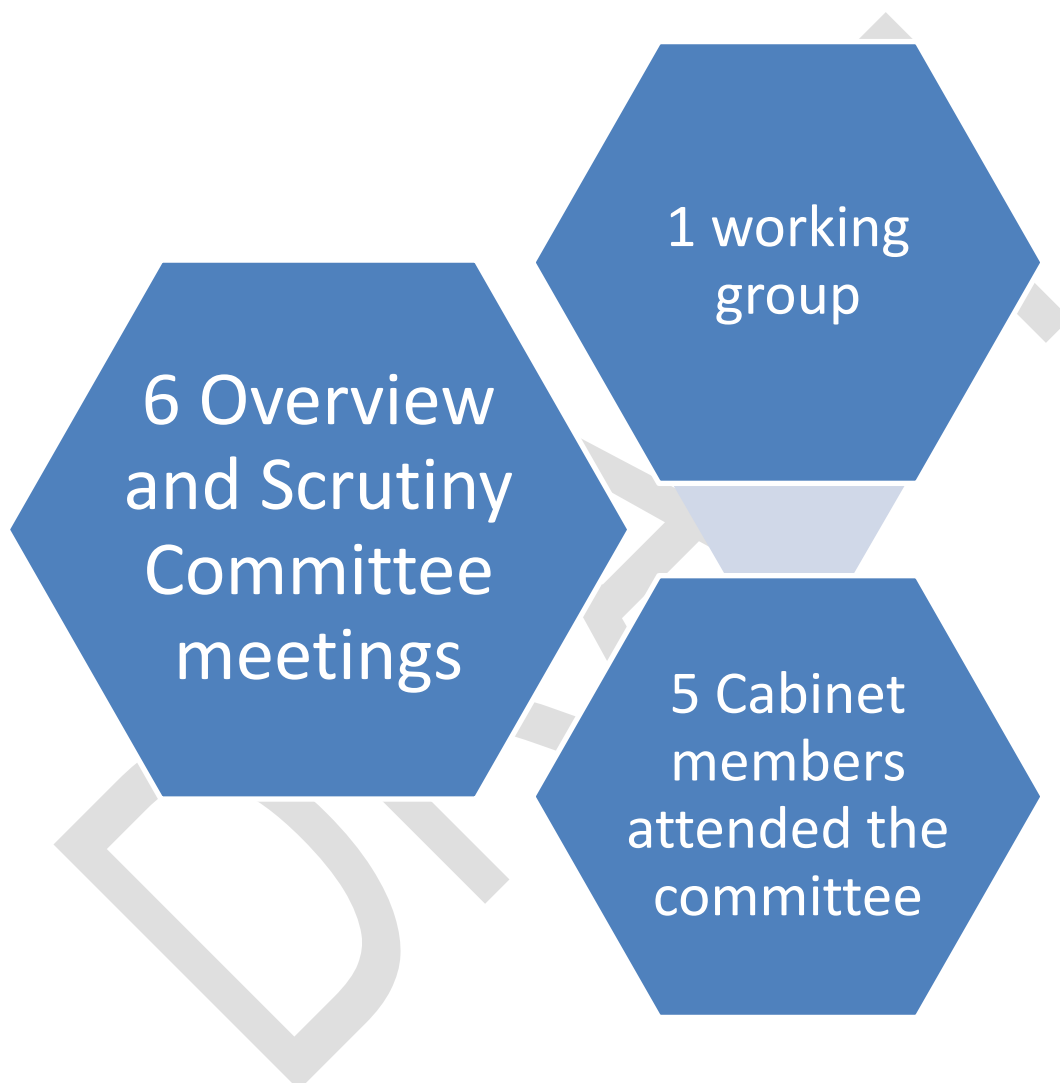 6 Overview
and Scrutiny
Committee
meetings
1 working
group
5 Cabinet
members
attended the
committee